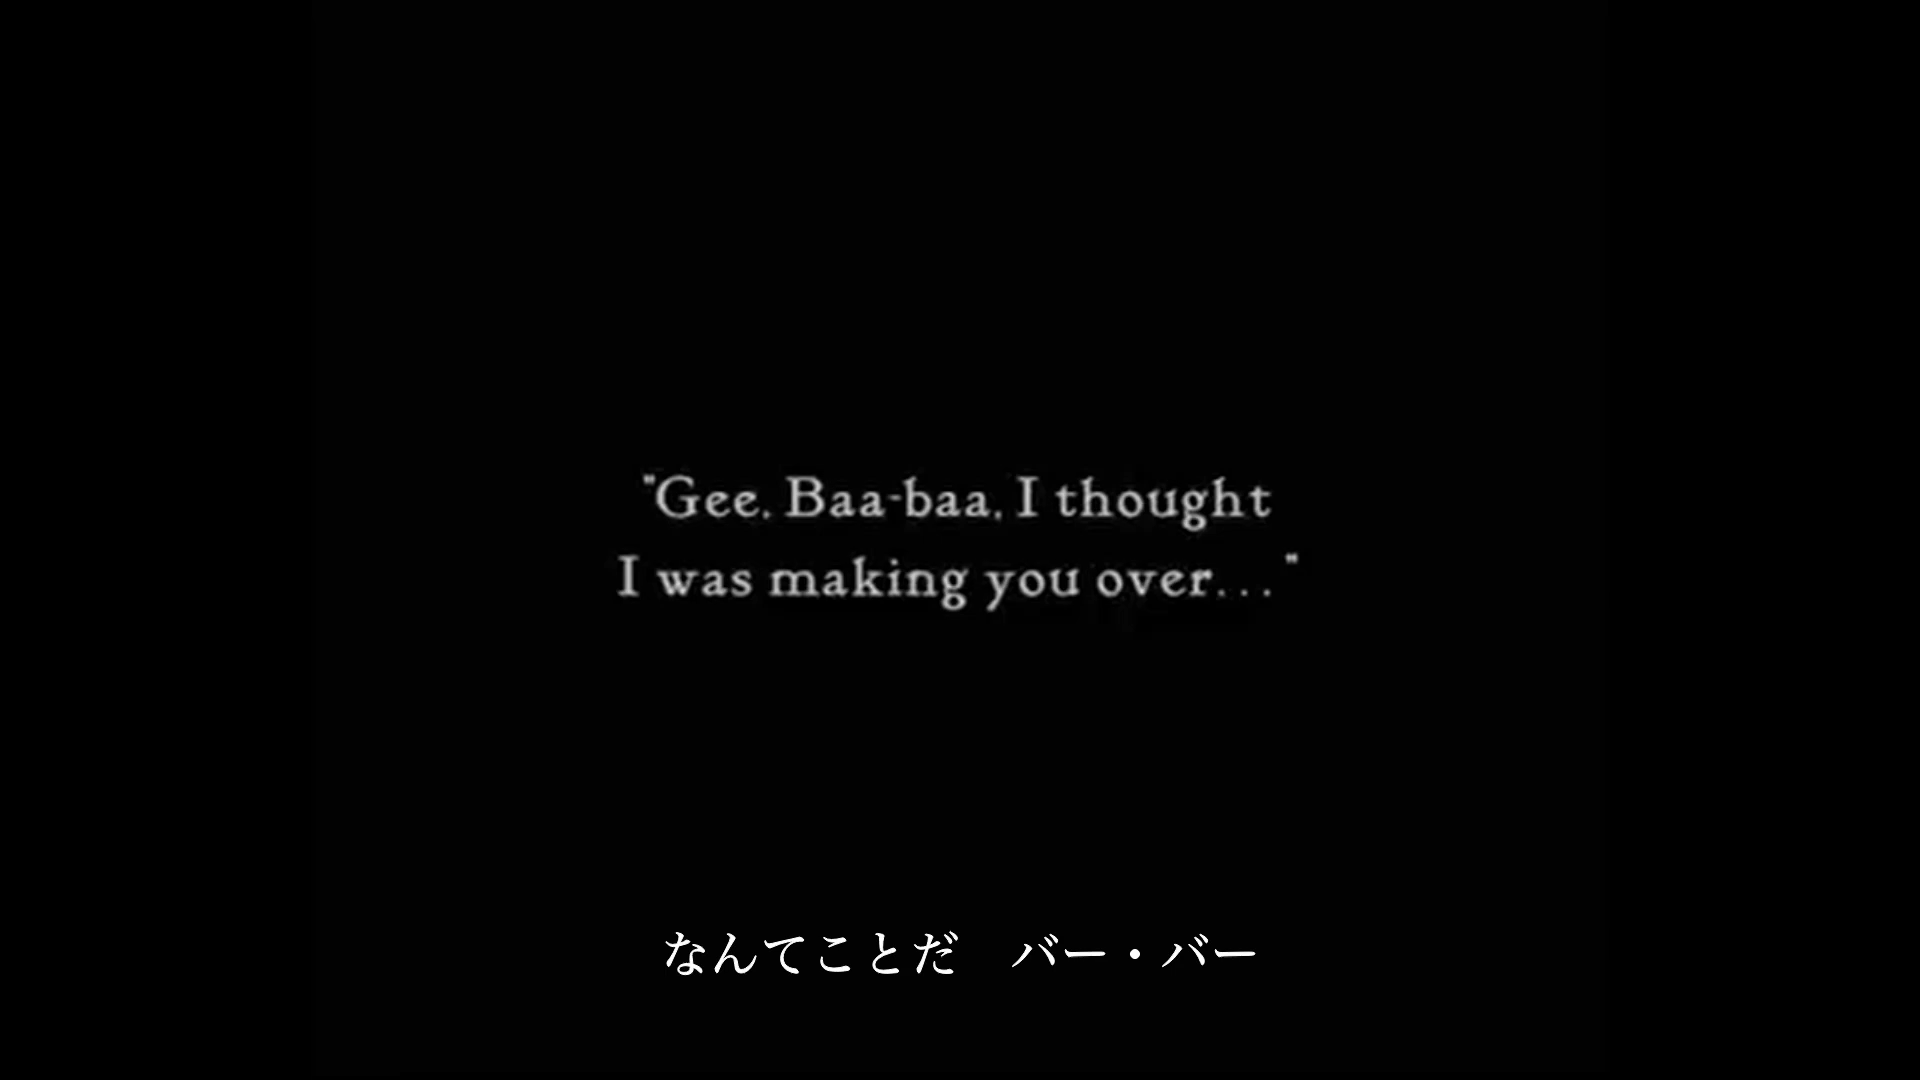 "Gee, Baa-baa, I thought
I was making you over..."
なんてことだ　バー・バー